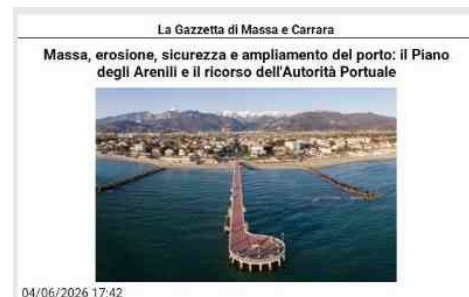 La Gazzetta di Massa e Carrara
Massa, erosione, sicurezza e ampliamento del porto: il Piano
degli Arenili e il ricorso dell'Autorità Portuale
04/06/2026 17:42